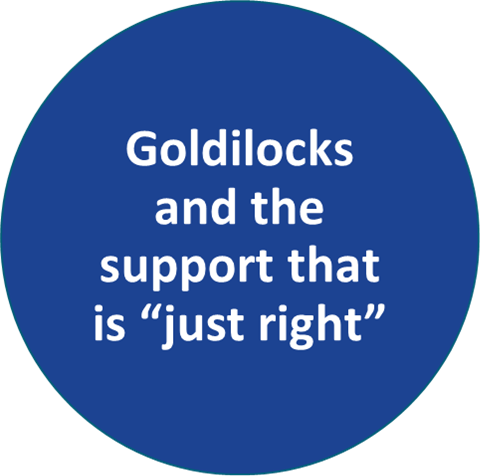 Goldilocks
and the
support that
is “just right”